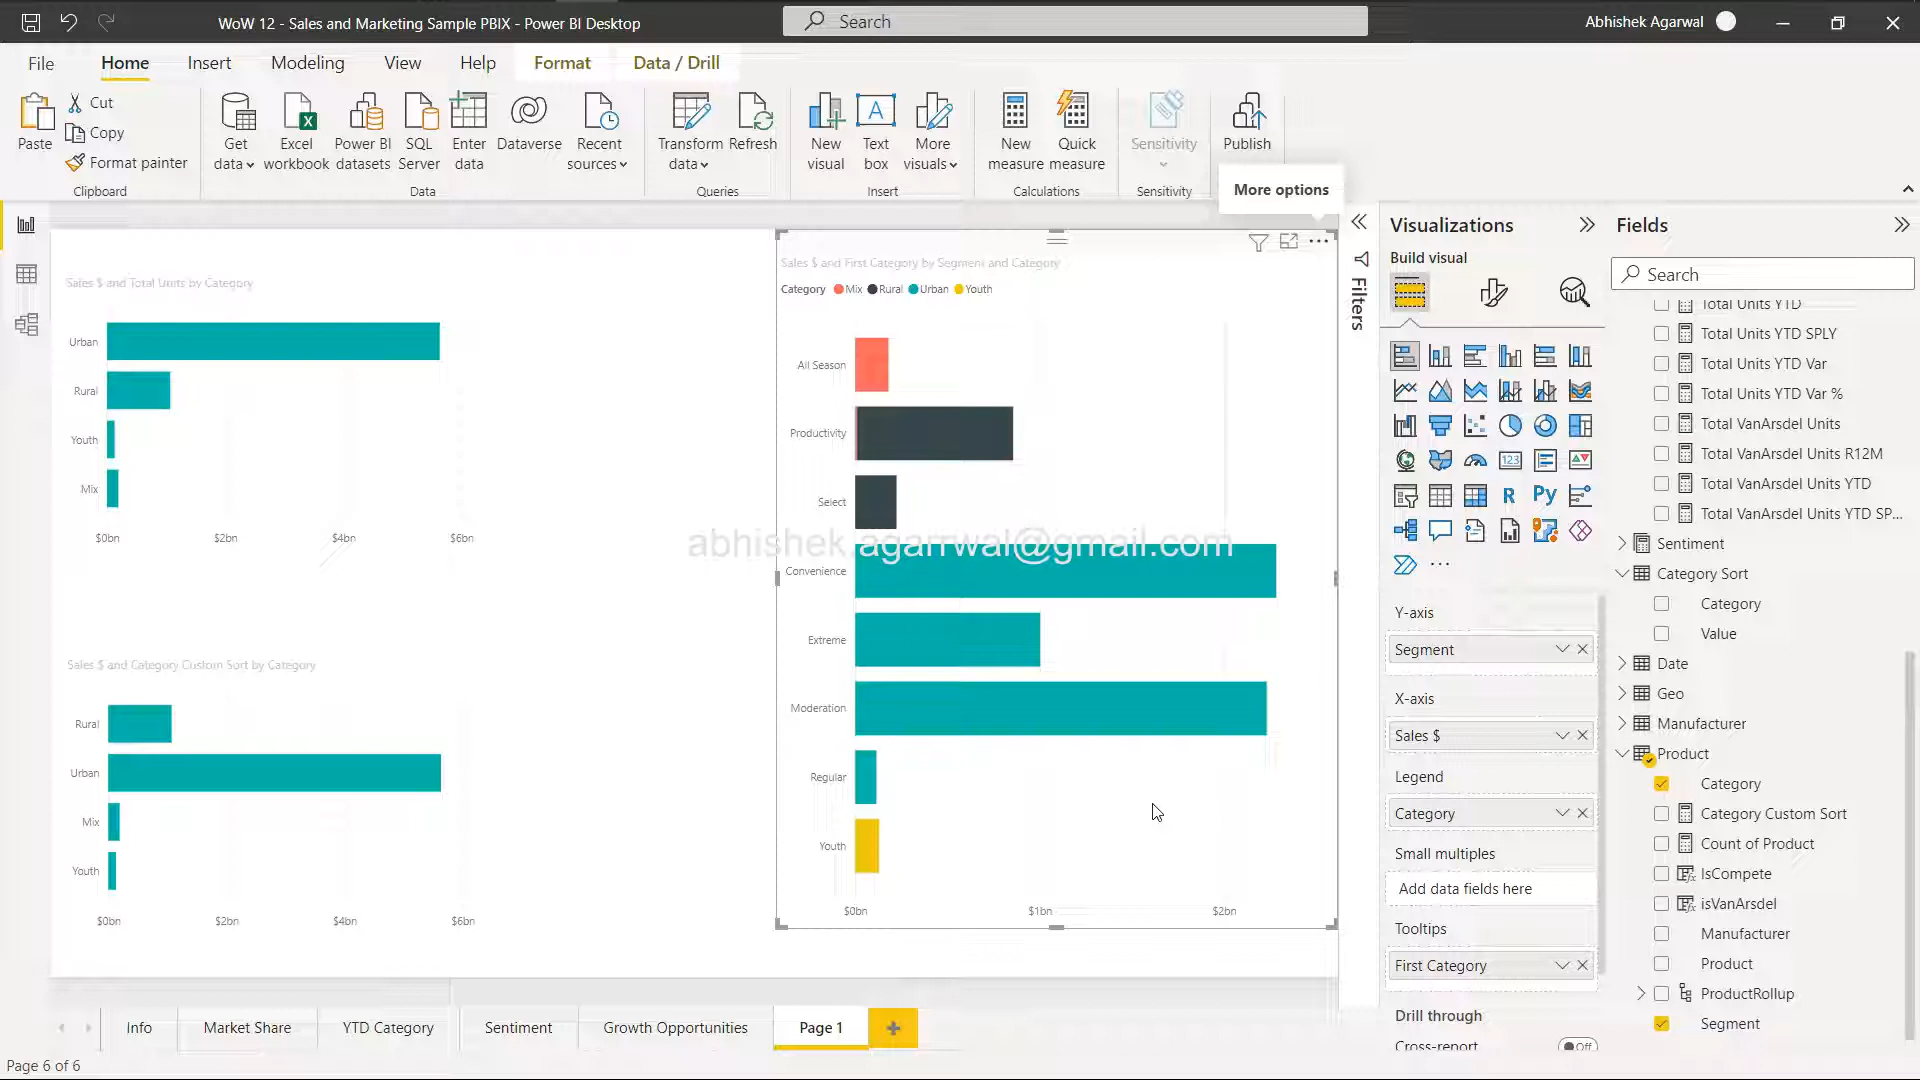 WoW 12 - Sales and Marketing Sample PBIX - Power BI Desktop
Search
Abhishek Agarwal
File
Home
Insert
Modeling
View
Help
Format
Data / Drill
Paste
Cut
Copy
Format painter
Clipboard
Get data
Excel workbook
Power BI datasets
SQL Server
Enter data
Dataverse
Recent sources
Data
Transform data
Refresh
Queries
New visual
Text box
More visuals
Insert
New measure
Quick measure
Calculations
Sensitivity
Sensitivity
Publish
More options
Sales $ and Total Units by Category
Urban
Rural
Youth
Mix
$0bn
$2bn
$4bn
$6bn
Sales $ and Category Custom Sort by Category
Rural
Urban
Mix
Youth
$0bn
$2bn
$4bn
$6bn
Sales $ and First Category by Segment and Category
Category Mix Rural Urban Youth
All Season
Productivity
Select
Convenience
Extreme
Moderation
Regular
Youth
$0bn
$1bn
$2bn
abhishek.agarrwal@gmail.com
Filters
Visualizations
Build visual
123
R
Py
Y-axis
Segment
X-axis
Sales $
Legend
Category
Small multiples
Add data fields here
Tooltips
First Category
Drill through
Cross-report
Off
Fields
Search
Total Units YTD
Total Units YTD SPLY
Total Units YTD Var
Total Units YTD Var %
Total VanArsdel Units
Total VanArsdel Units R12M
Total VanArsdel Units YTD
Total VanArsdel Units YTD SP...
Sentiment
Category Sort
Category
Value
Date
Geo
Manufacturer
Product
Category
Category Custom Sort
Count of Product
IsCompete
isVanArsdel
Manufacturer
Product
ProductRollup
Segment
Info
Market Share
YTD Category
Sentiment
Growth Opportunities
Page 1
Page 6 of 6